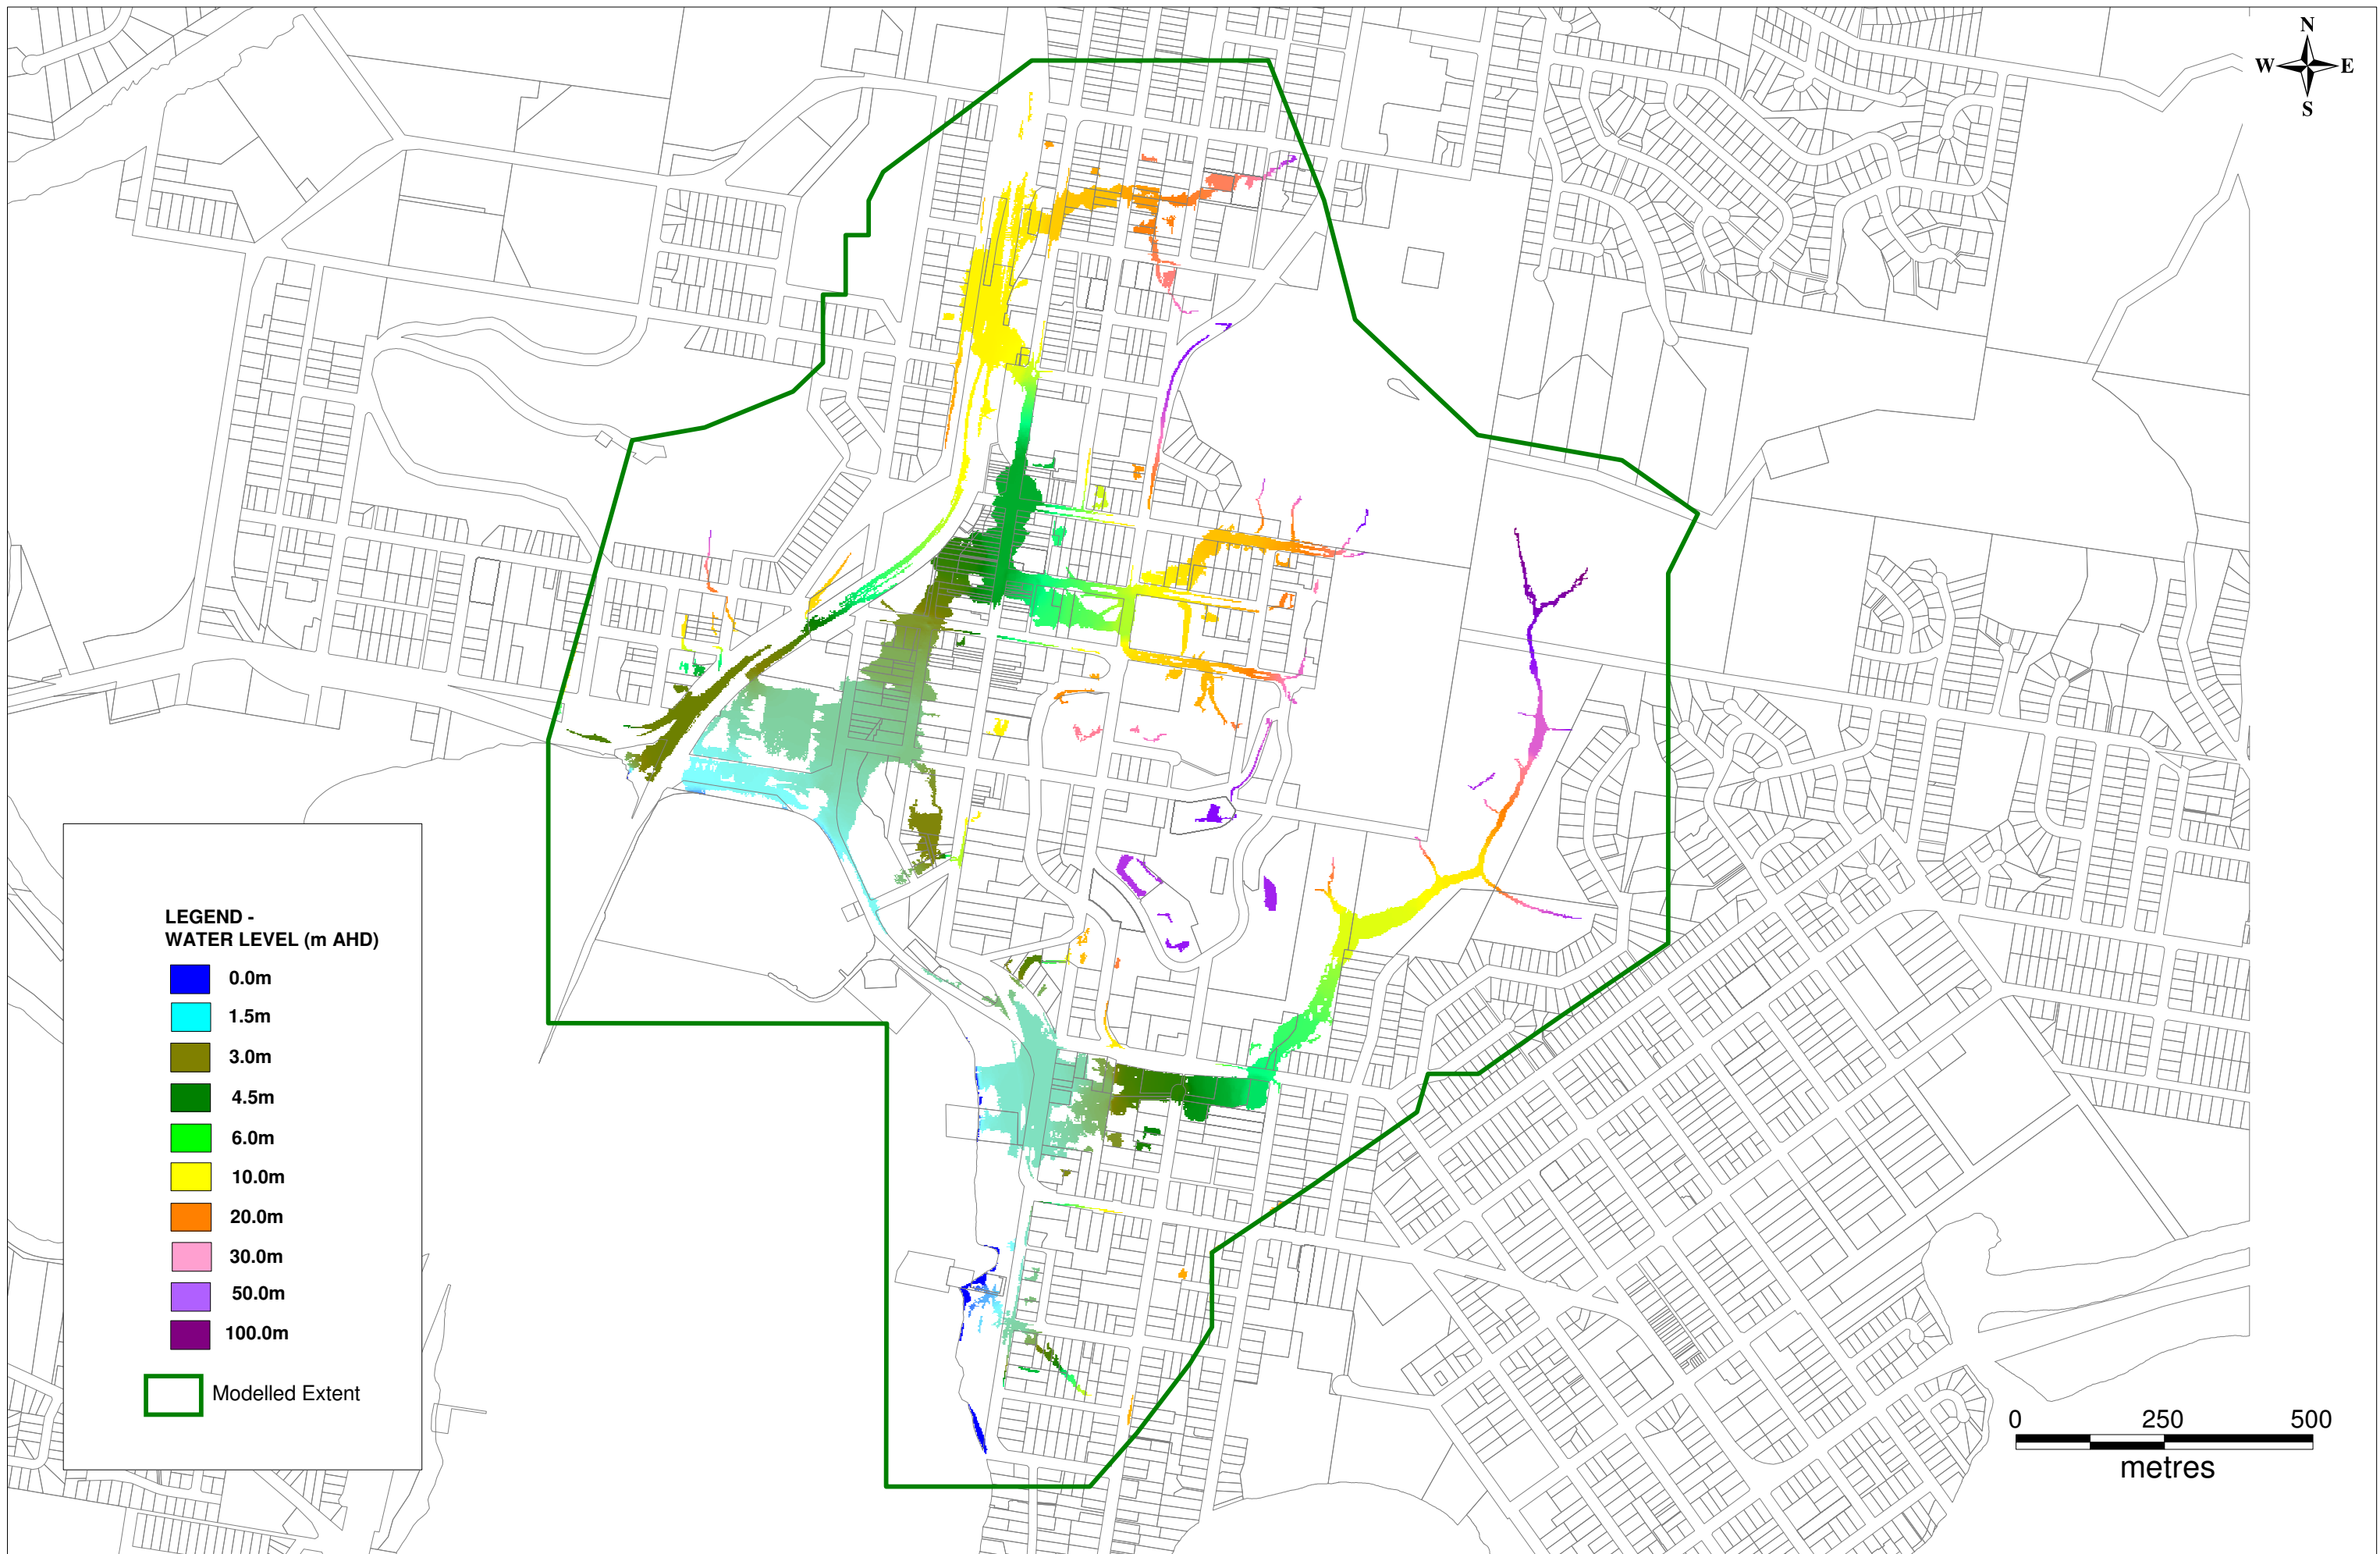 N
W E
S
LEGEND -
WATER LEVEL (m AHD)
0.0m
1.5m
3.0m
4.5m
6.0m
10.0m
20.0m
30.0m
50.0m
100.0m
Modelled Extent
0 250 500
metres